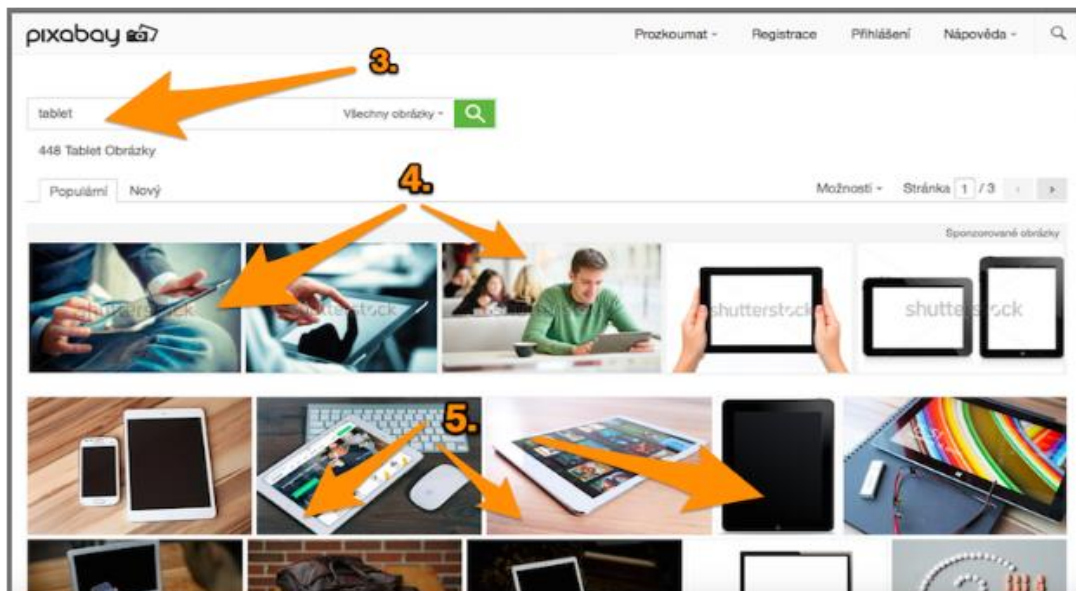 pixabay
Prozkoumat
Registrace
Přihlášení
Nápověda
3.
tablet
Všechny obrázky
448 Tablet Obrázky
4.
Populární
Nový
Možnosti
Stránka 1 / 3
Sponzorované obrázky
shutterstock
shutterstock
shutterstock
shutterstock
5.